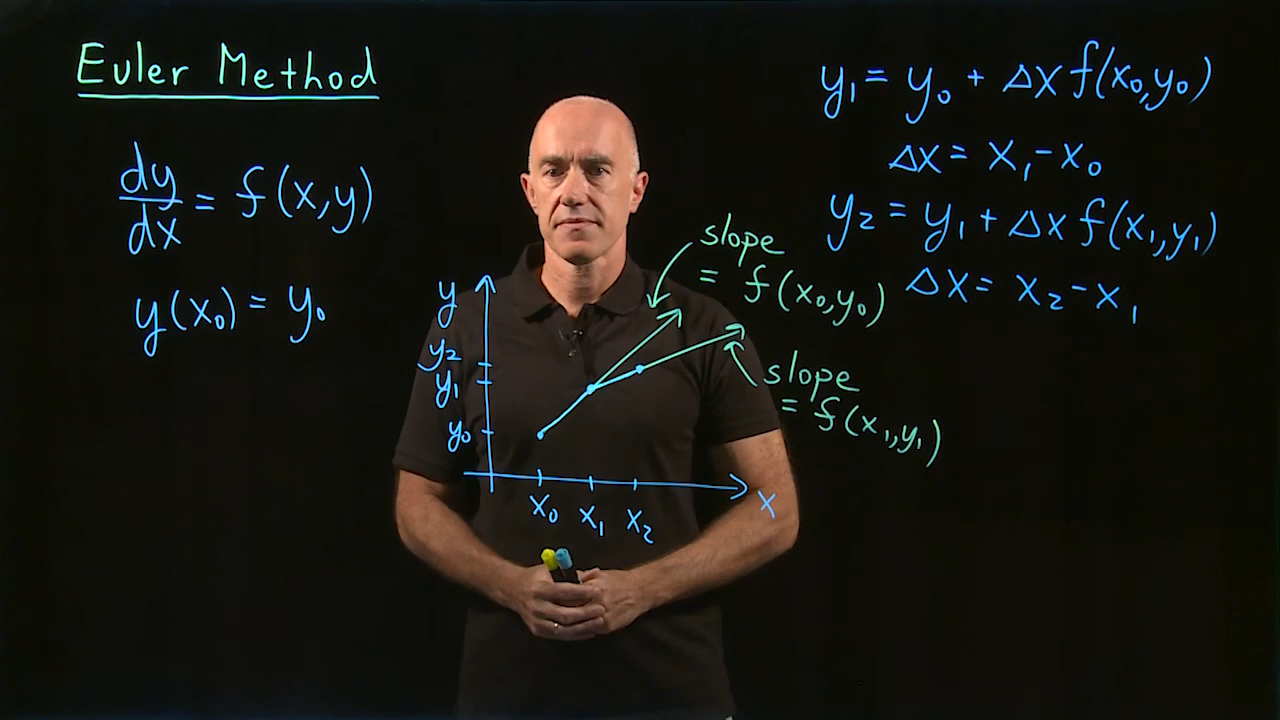 Euler Method
dy/dx = f(x,y)
y(x₀) = y₀
y₁ = y₀ + Δx f(x₀,y₀)
Δx = x₁-x₀
y₂ = y₁ + Δx f(x₁,y₁)
Δx = x₂-x₁
slope
= f(x₀,y₀)
slope
= f(x₁,y₁)
y
y₂
y₁
y₀
x₀ x₁ x₂ x